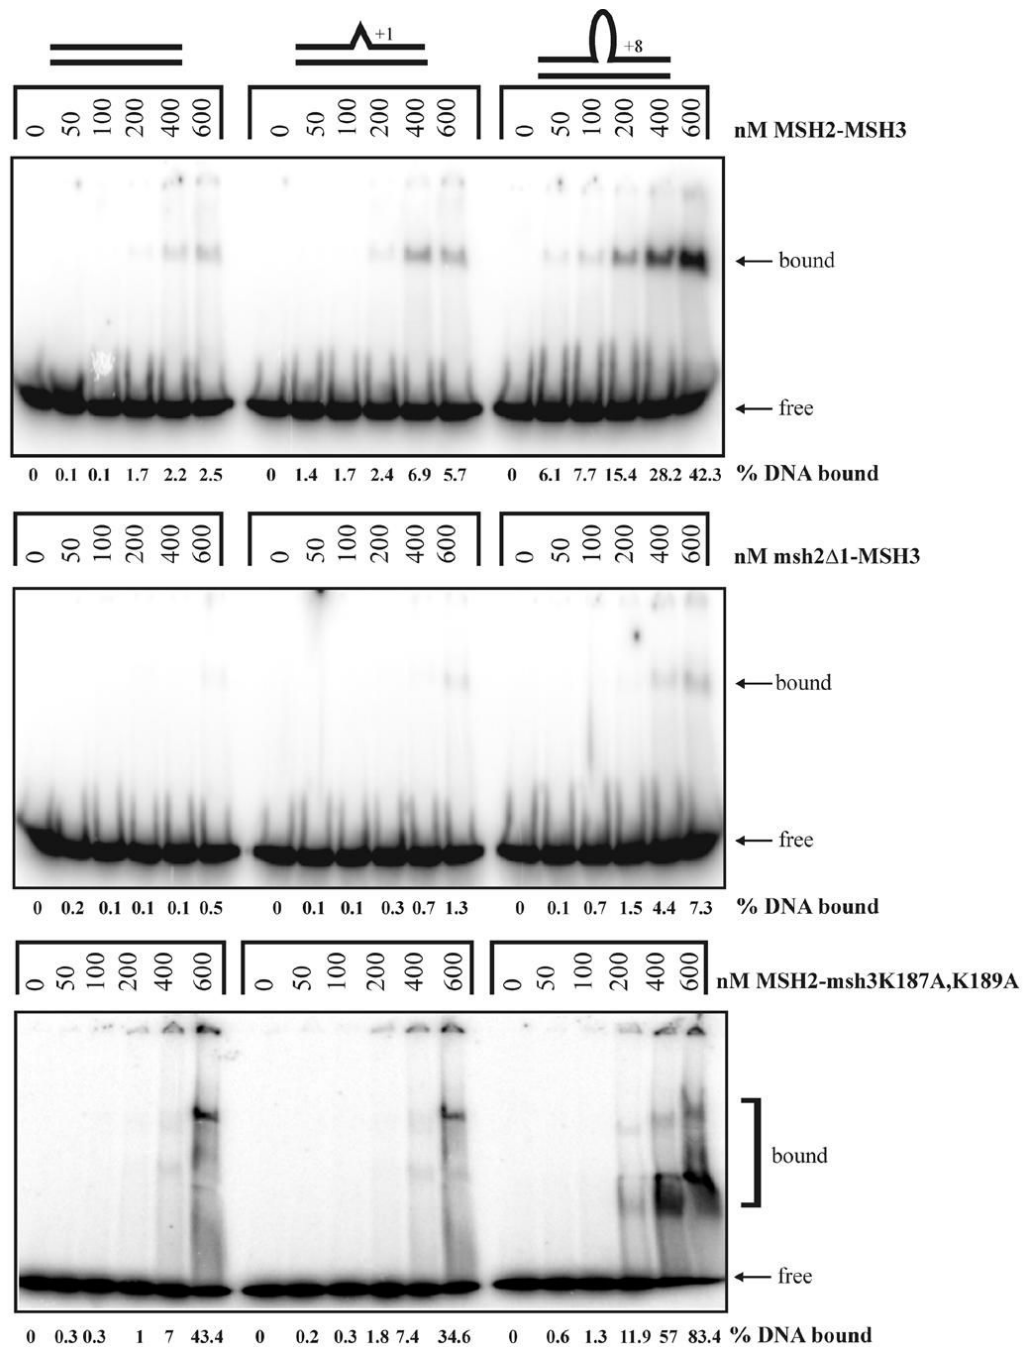 +1 +8
0 50 100 200 400 600 0 50 100 200 400 600 0 50 100 200 400 600 nM MSH2-MSH3
bound
free
0 0.1 0.1 1.7 2.2 2.5 0 1.4 1.7 2.4 6.9 5.7 0 6.1 7.7 15.4 28.2 42.3 % DNA bound
0 50 100 200 400 600 0 50 100 200 400 600 0 50 100 200 400 600 nM msh2Δ1-MSH3
bound
free
0 0.2 0.1 0.1 0.1 0.5 0 0.1 0.1 0.3 0.7 1.3 0 0.1 0.7 1.5 4.4 7.3 % DNA bound
0 50 100 200 400 600 0 50 100 200 400 600 0 50 100 200 400 600 nM MSH2-msh3K187A,K189A
bound
free
0 0.3 0.3 1 7 43.4 0 0.2 0.3 1.8 7.4 34.6 0 0.6 1.3 11.9 57 83.4 % DNA bound